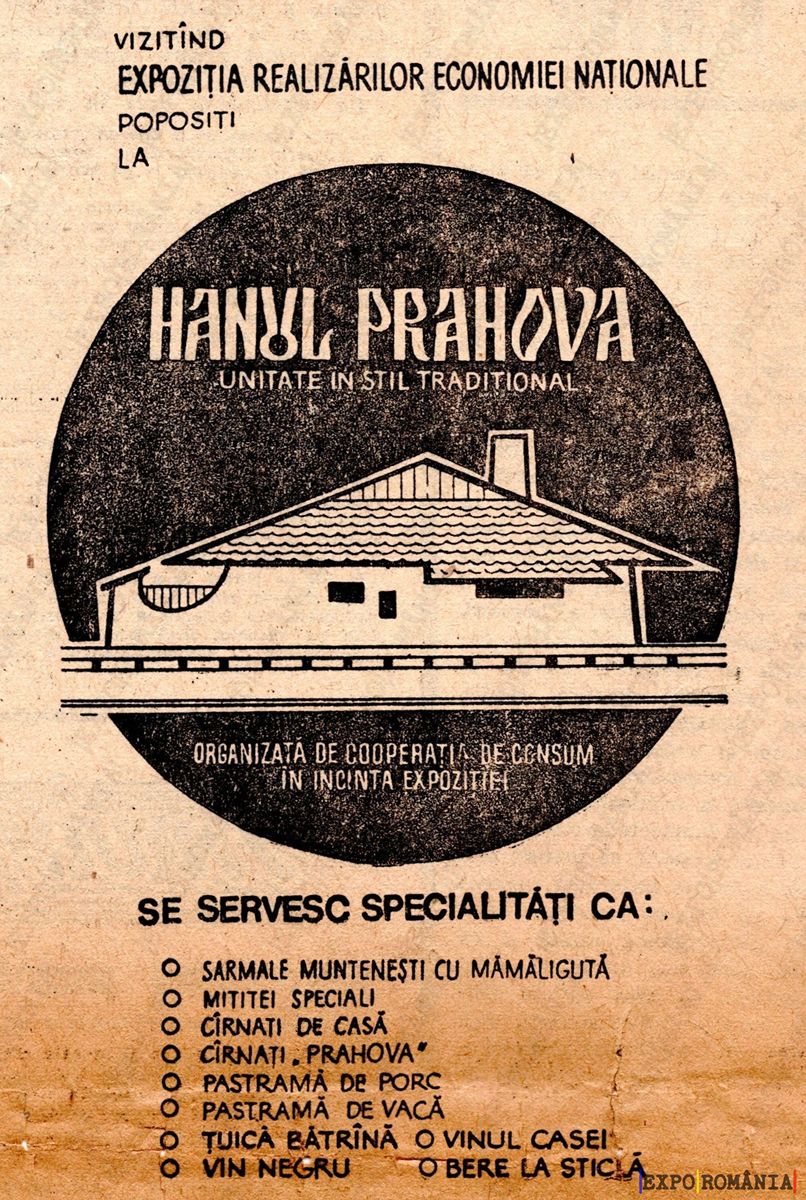 VIZITÎND
EXPOZIȚIA REALIZĂRILOR ECONOMIEI NAȚIONALE
POPOSIȚI
LA
HANUL PRAHOVA
UNITATE IN STIL TRADIȚIONAL
ORGANIZATĂ DE COOPERAȚIA DE CONSUM
ÎN INCINTA EXPOZIȚIEI
SE SERVESC SPECIALITĂȚI CA:
O SARMALE MUNTENEȘTI CU MĂMĂLIGUȚĂ
O MITITEI SPECIALI
O CÎRNAȚI DE CASĂ
O CÎRNAȚI „PRAHOVA"
O PASTRAMĂ DE PORC
O PASTRAMĂ DE VACĂ
O ȚUICĂ BĂTRÎNĂ O VINUL CASEI
O VIN NEGRU O BERE LA STICLĂ
EXPO ROMÂNIA